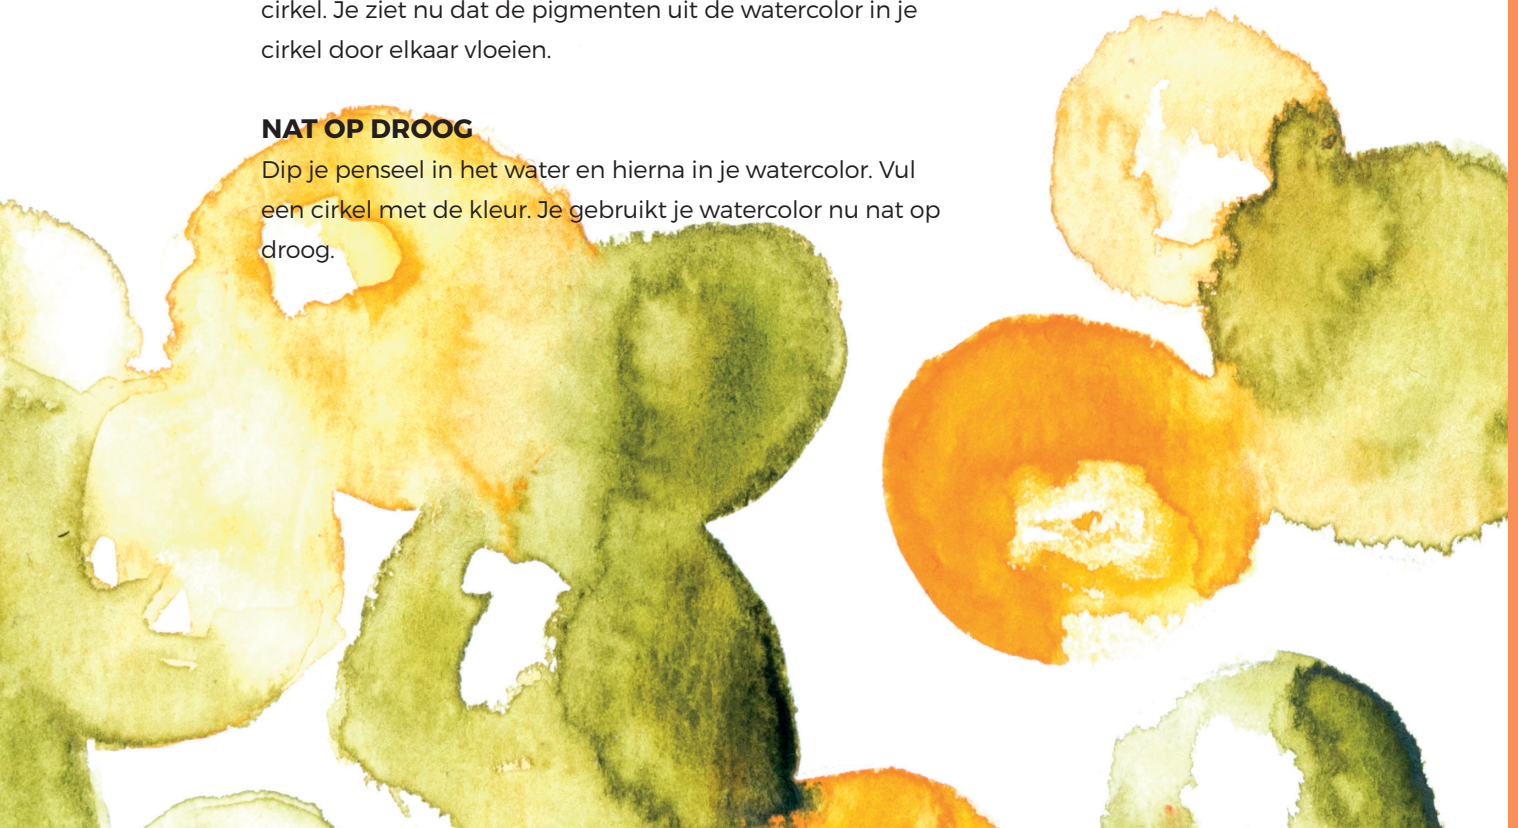 cirkel. Je ziet nu dat de pigmenten uit de watercolor in je
cirkel door elkaar vloeien.
NAT OP DROOG
Dip je penseel in het water en hierna in je watercolor. Vul
een cirkel met de kleur. Je gebruikt je watercolor nu nat op
droog.